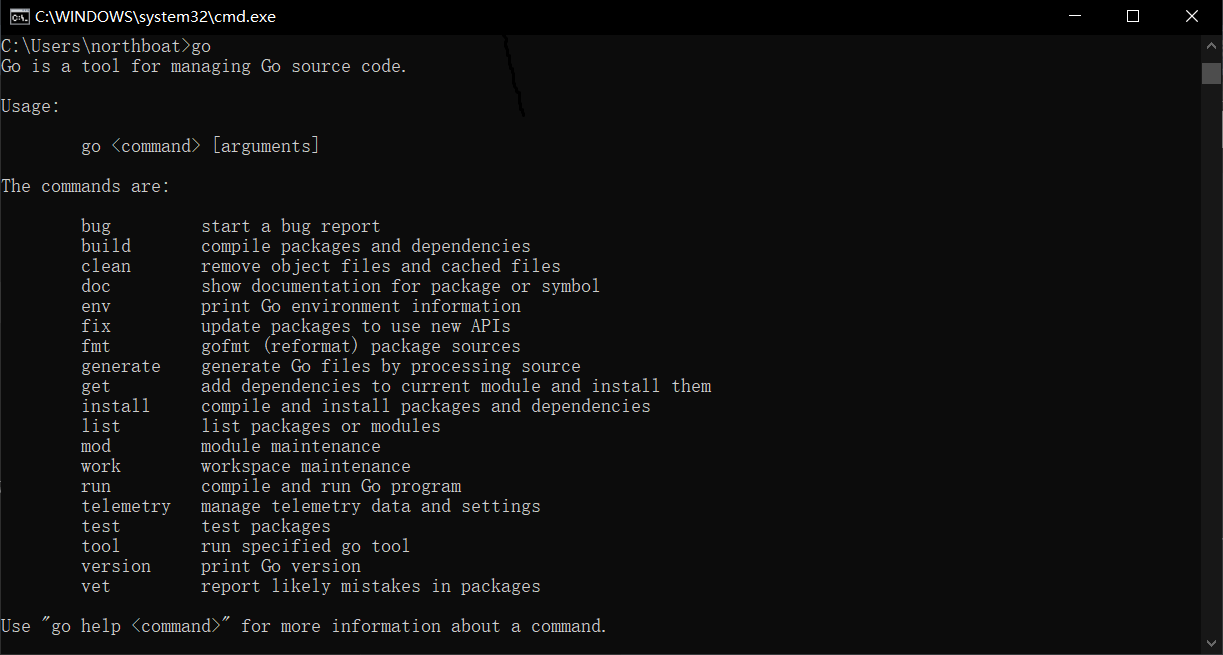 C:\WINDOWS\system32\cmd.exe
C:\Users\northboat>go
Go is a tool for managing Go source code.
Usage:
go <command> [arguments]
The commands are:
bug start a bug report
build compile packages and dependencies
clean remove object files and cached files
doc show documentation for package or symbol
env print Go environment information
fix update packages to use new APIs
fmt gofmt (reformat) package sources
generate generate Go files by processing source
get add dependencies to current module and install them
install compile and install packages and dependencies
list list packages or modules
mod module maintenance
work workspace maintenance
run compile and run Go program
telemetry manage telemetry data and settings
test test packages
tool run specified go tool
version print Go version
vet report likely mistakes in packages
Use "go help <command>" for more information about a command.